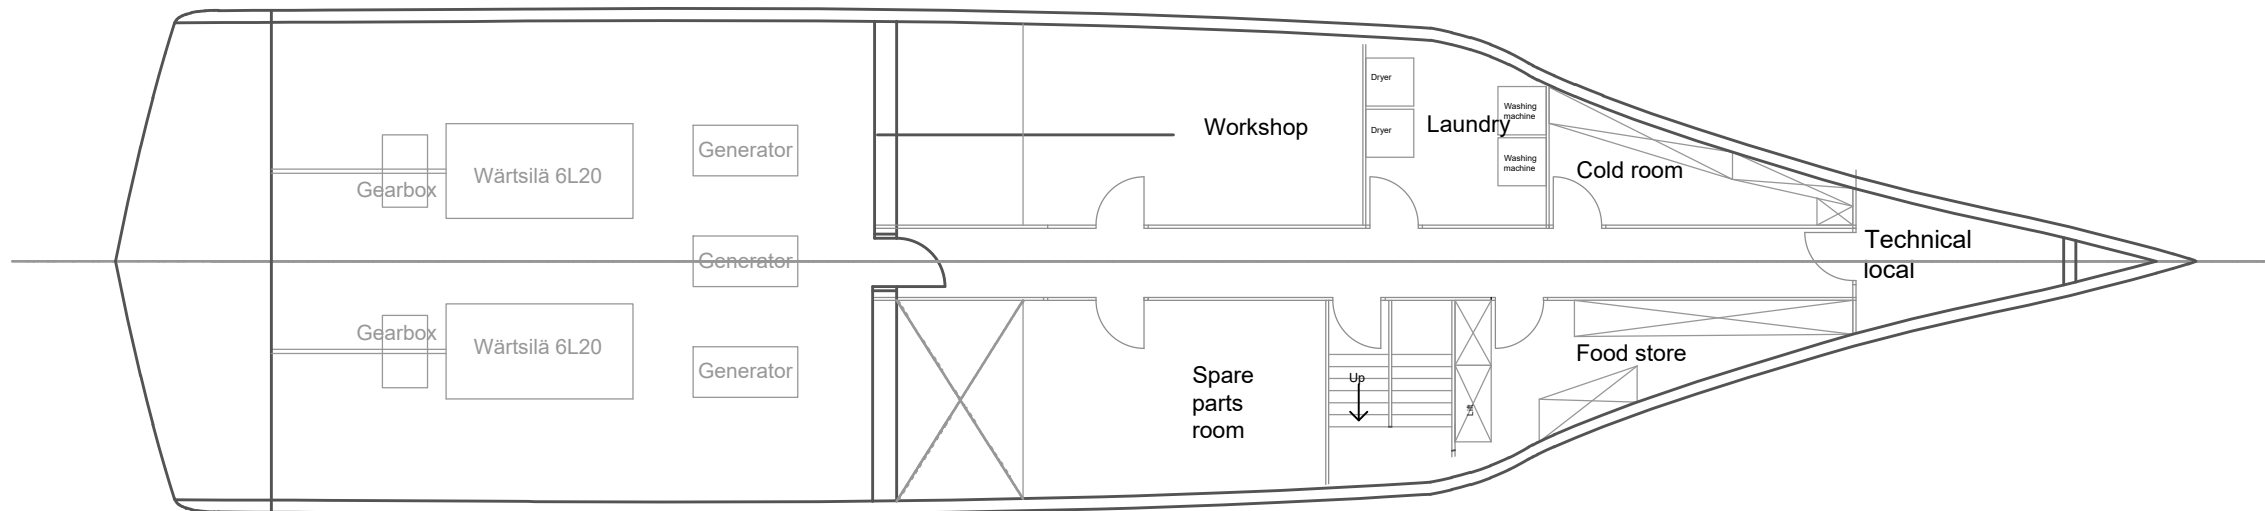 Gearbox
Wärtsilä 6L20
Generator
Generator
Gearbox
Wärtsilä 6L20
Generator
Workshop
Dryer
Dryer
Laundry
Washing
machine
Washing
machine
Cold room
Technical
local
Spare
parts
room
Up
Lift
Food store